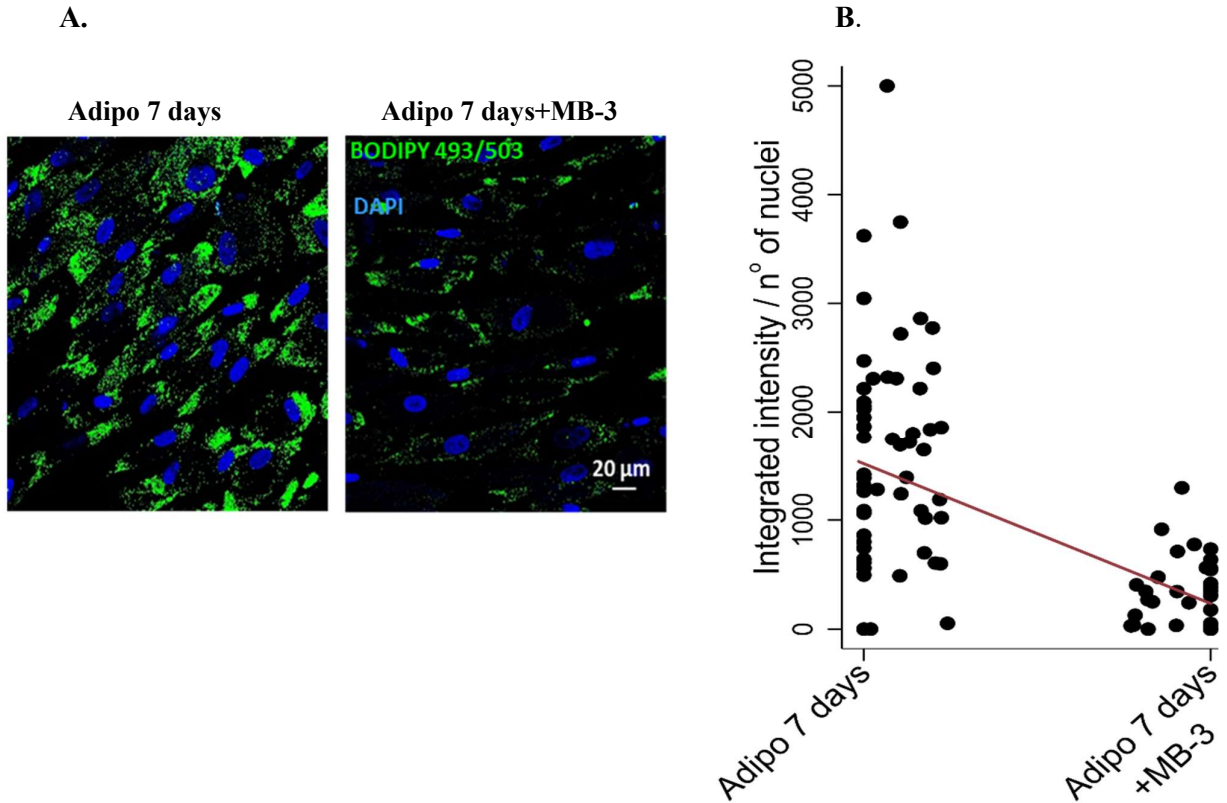 A.
B.
Adipo 7 days
Adipo 7 days+MB-3
BODIPY 493/503
DAPI
20 µm
Integrated intensity / nº of nuclei
5000
4000
3000
2000
1000
0
Adipo 7 days
Adipo 7 days
+MB-3